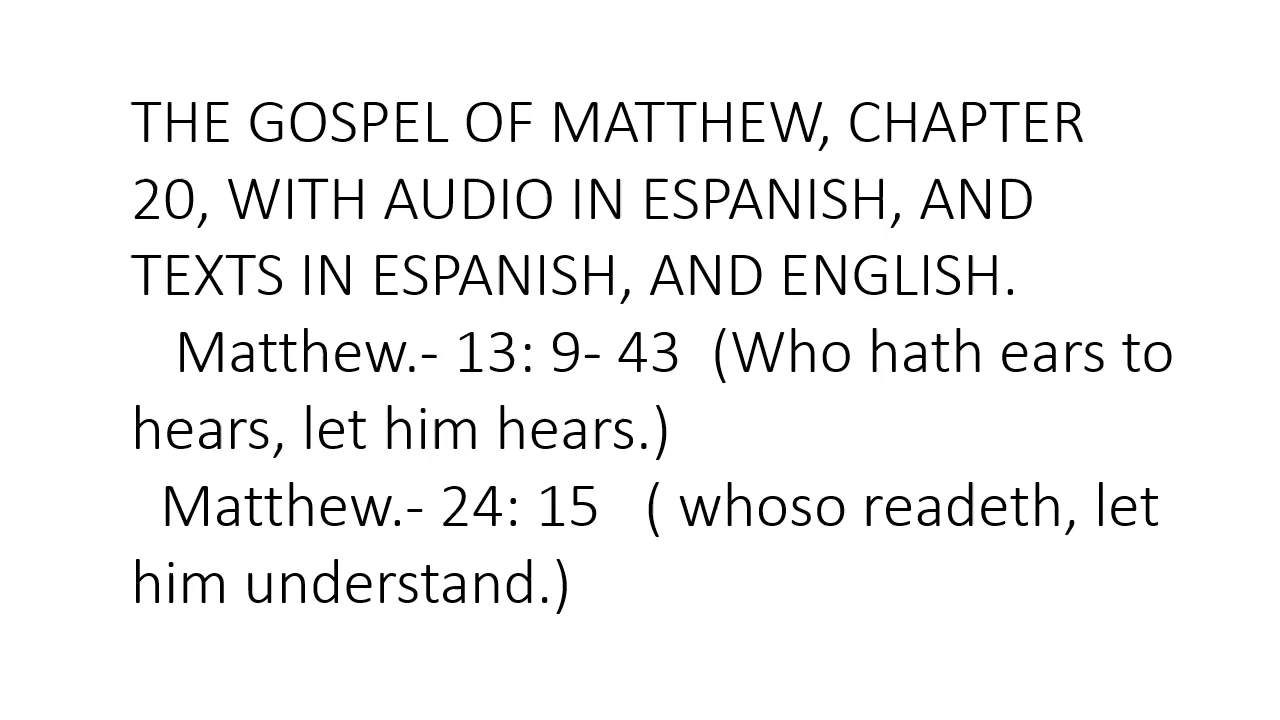 THE GOSPEL OF MATTHEW, CHAPTER
20, WITH AUDIO IN ESPANISH, AND
TEXTS IN ESPANISH, AND ENGLISH.
Matthew.- 13: 9- 43 (Who hath ears to
hears, let him hears.)
Matthew.- 24: 15 ( whoso readeth, let
him understand.)